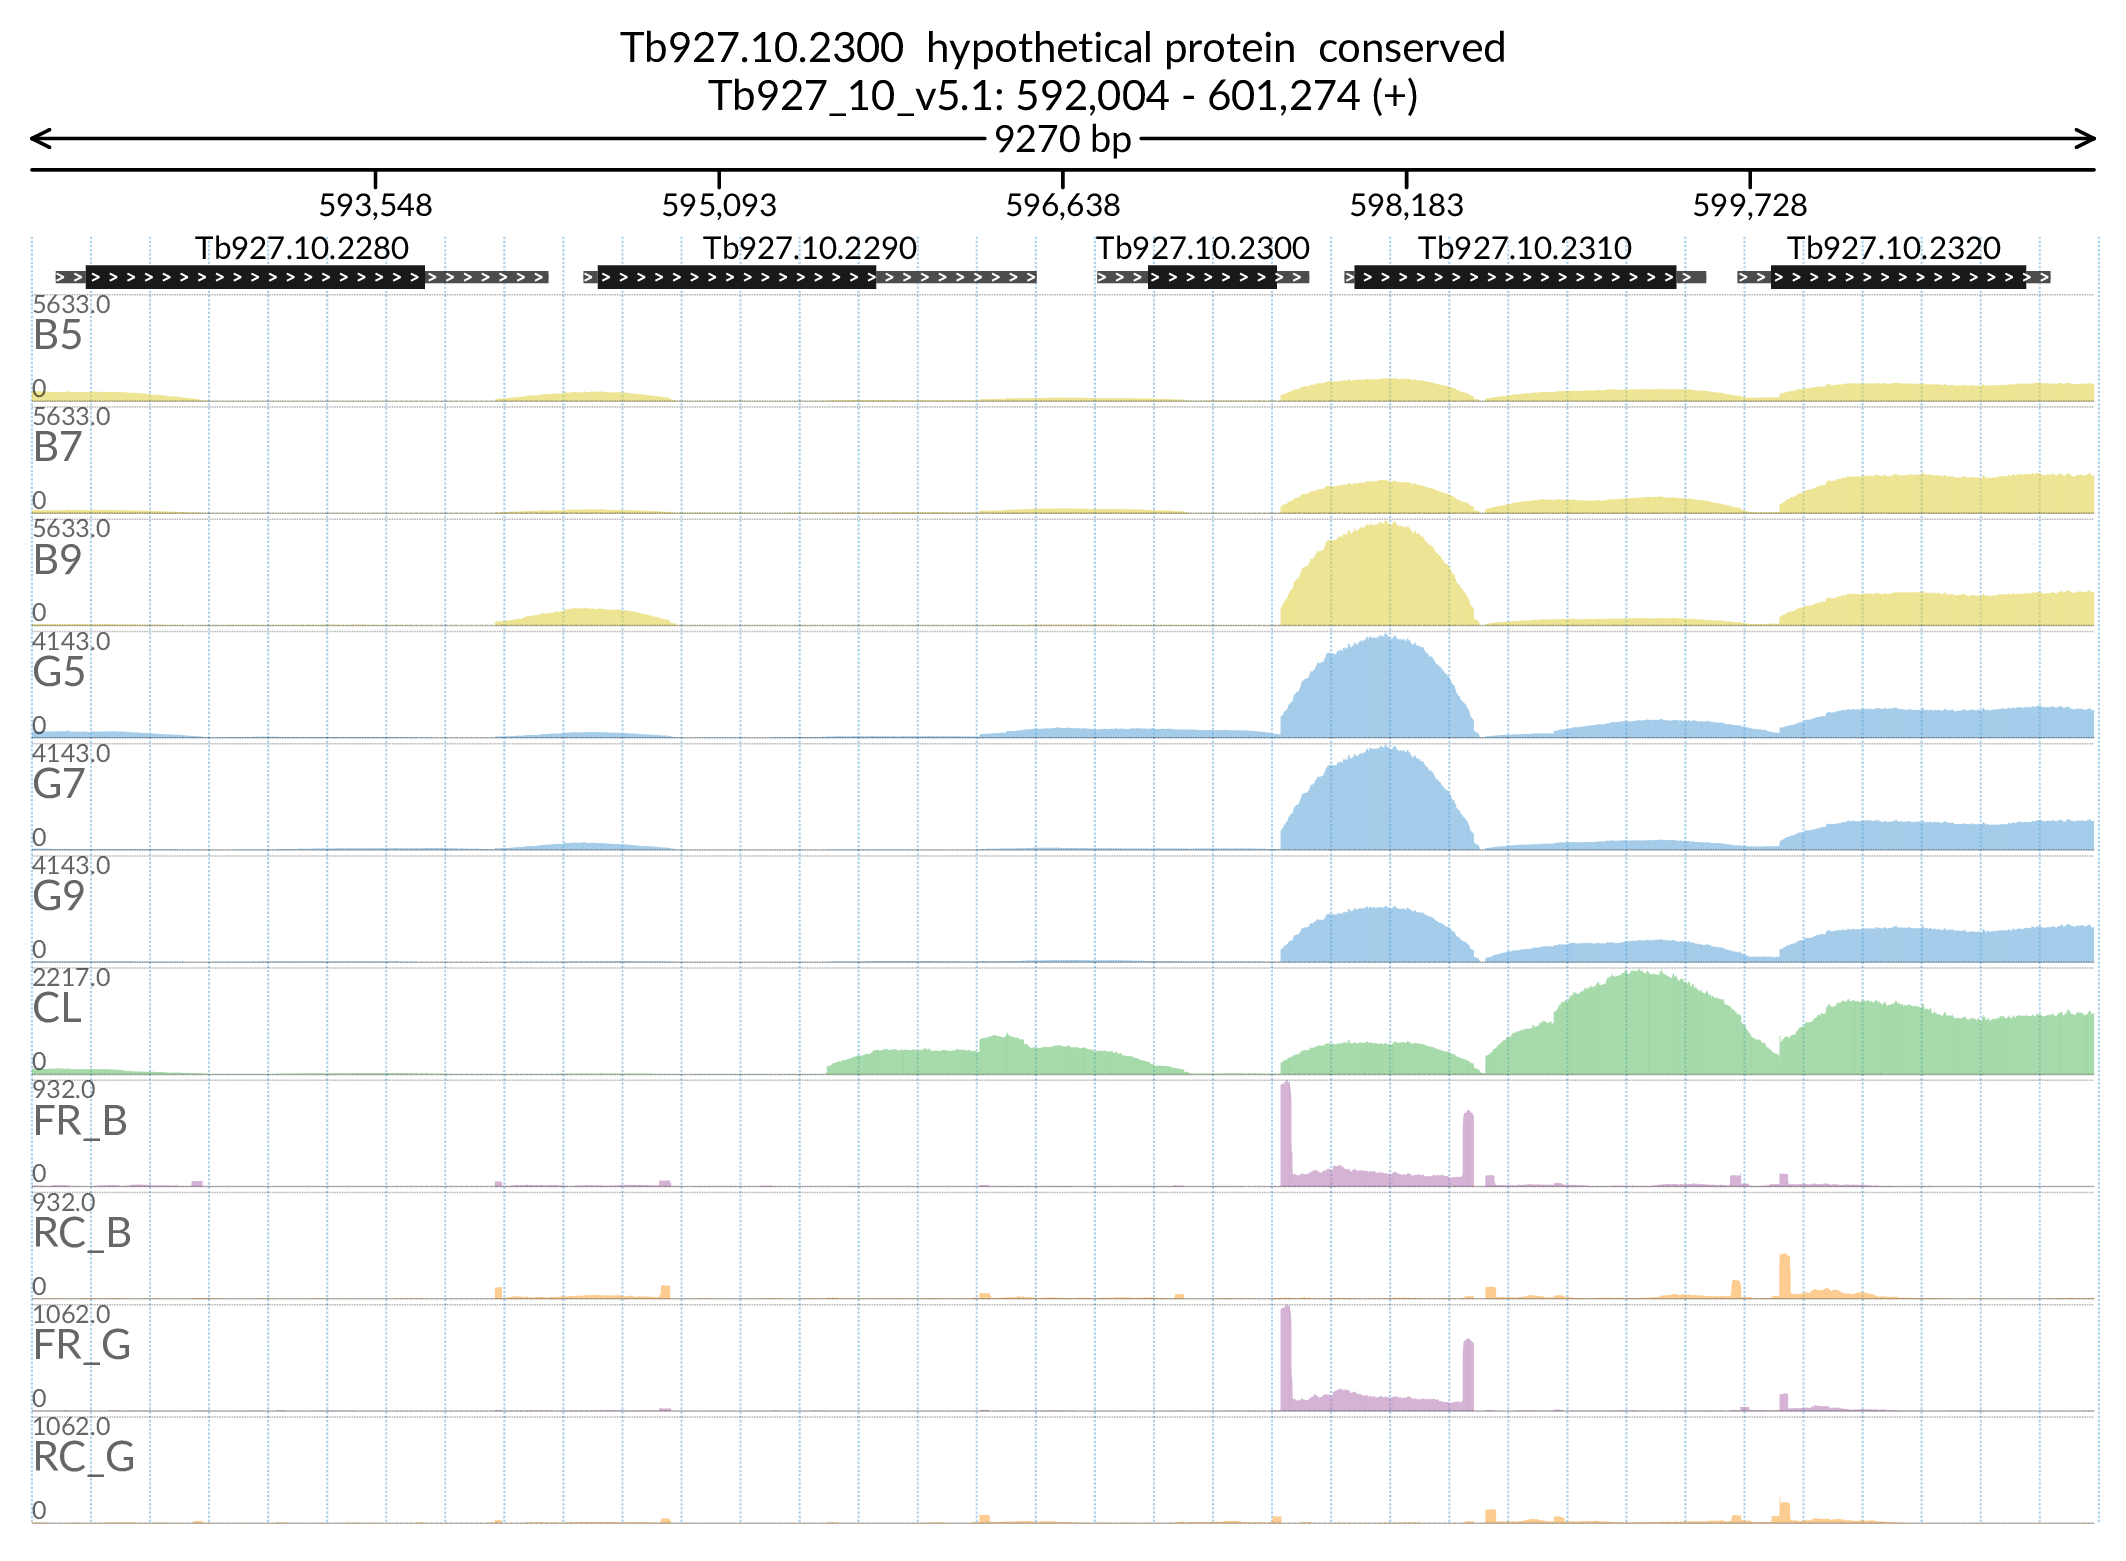 Tb927.10.2300 hypothetical protein conserved
Tb927_10_v5.1: 592,004 - 601,274 (+)
9270 bp
593,548 595,093 596,638 598,183 599,728
Tb927.10.2280 Tb927.10.2290 Tb927.10.2300 Tb927.10.2310 Tb927.10.2320
5633.0
B5
0
5633.0
B7
0
5633.0
B9
0
4143.0
G5
0
4143.0
G7
0
4143.0
G9
0
2217.0
CL
0
932.0
FR_B
0
932.0
RC_B
0
1062.0
FR_G
0
1062.0
RC_G
0